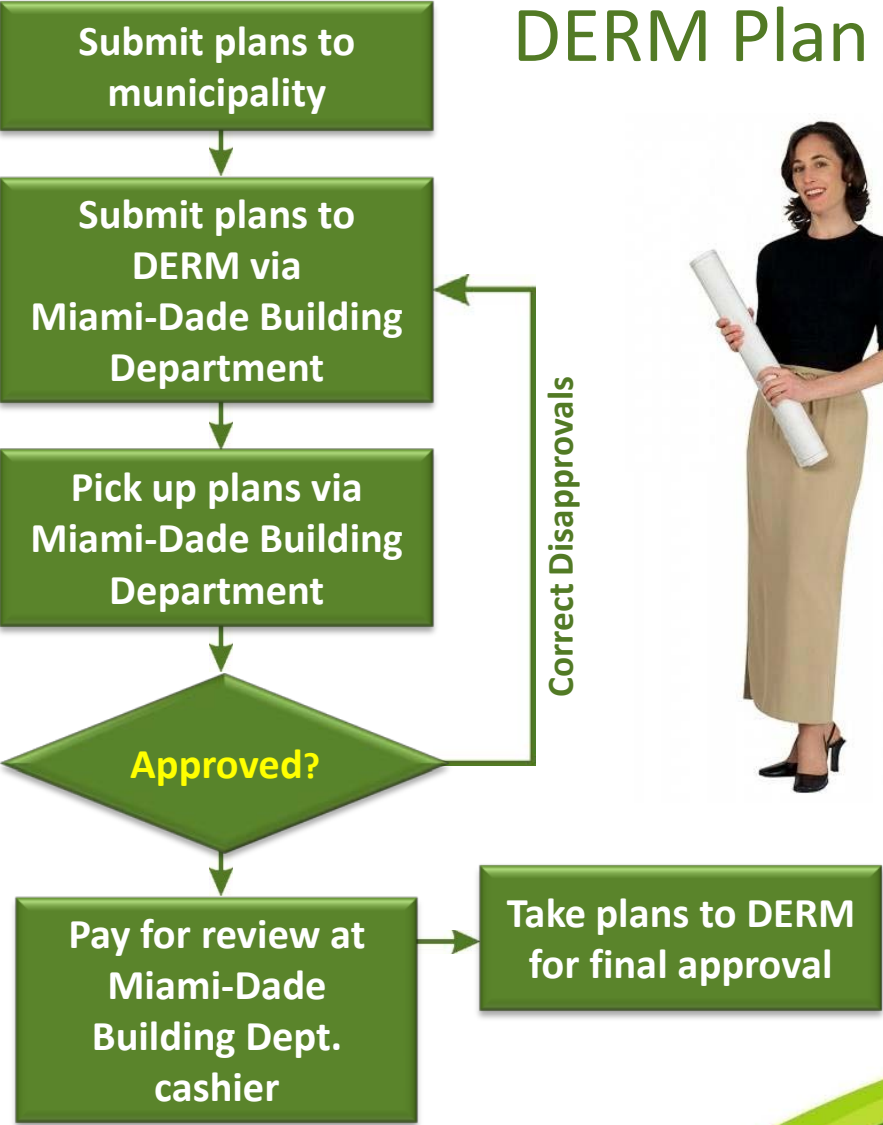 DERM Plan
Submit plans to
municipality
Submit plans to
DERM via
Miami-Dade Building
Department
Correct Disapprovals
Pick up plans via
Miami-Dade Building
Department
Approved?
Pay for review at
Miami-Dade
Building Dept.
cashier
Take plans to DERM
for final approval